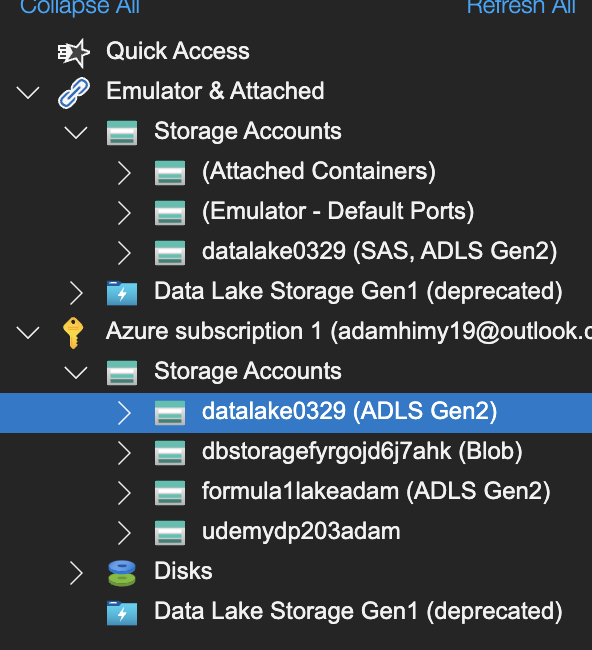 Collapse All Refresh All
Quick Access
Emulator & Attached
Storage Accounts
(Attached Containers)
(Emulator - Default Ports)
datalake0329 (SAS, ADLS Gen2)
Data Lake Storage Gen1 (deprecated)
Azure subscription 1 (adamhimy19@outlook.c
Storage Accounts
datalake0329 (ADLS Gen2)
dbstoragefyrgojd6j7ahk (Blob)
formula1lakeadam (ADLS Gen2)
udemydp203adam
Disks
Data Lake Storage Gen1 (deprecated)